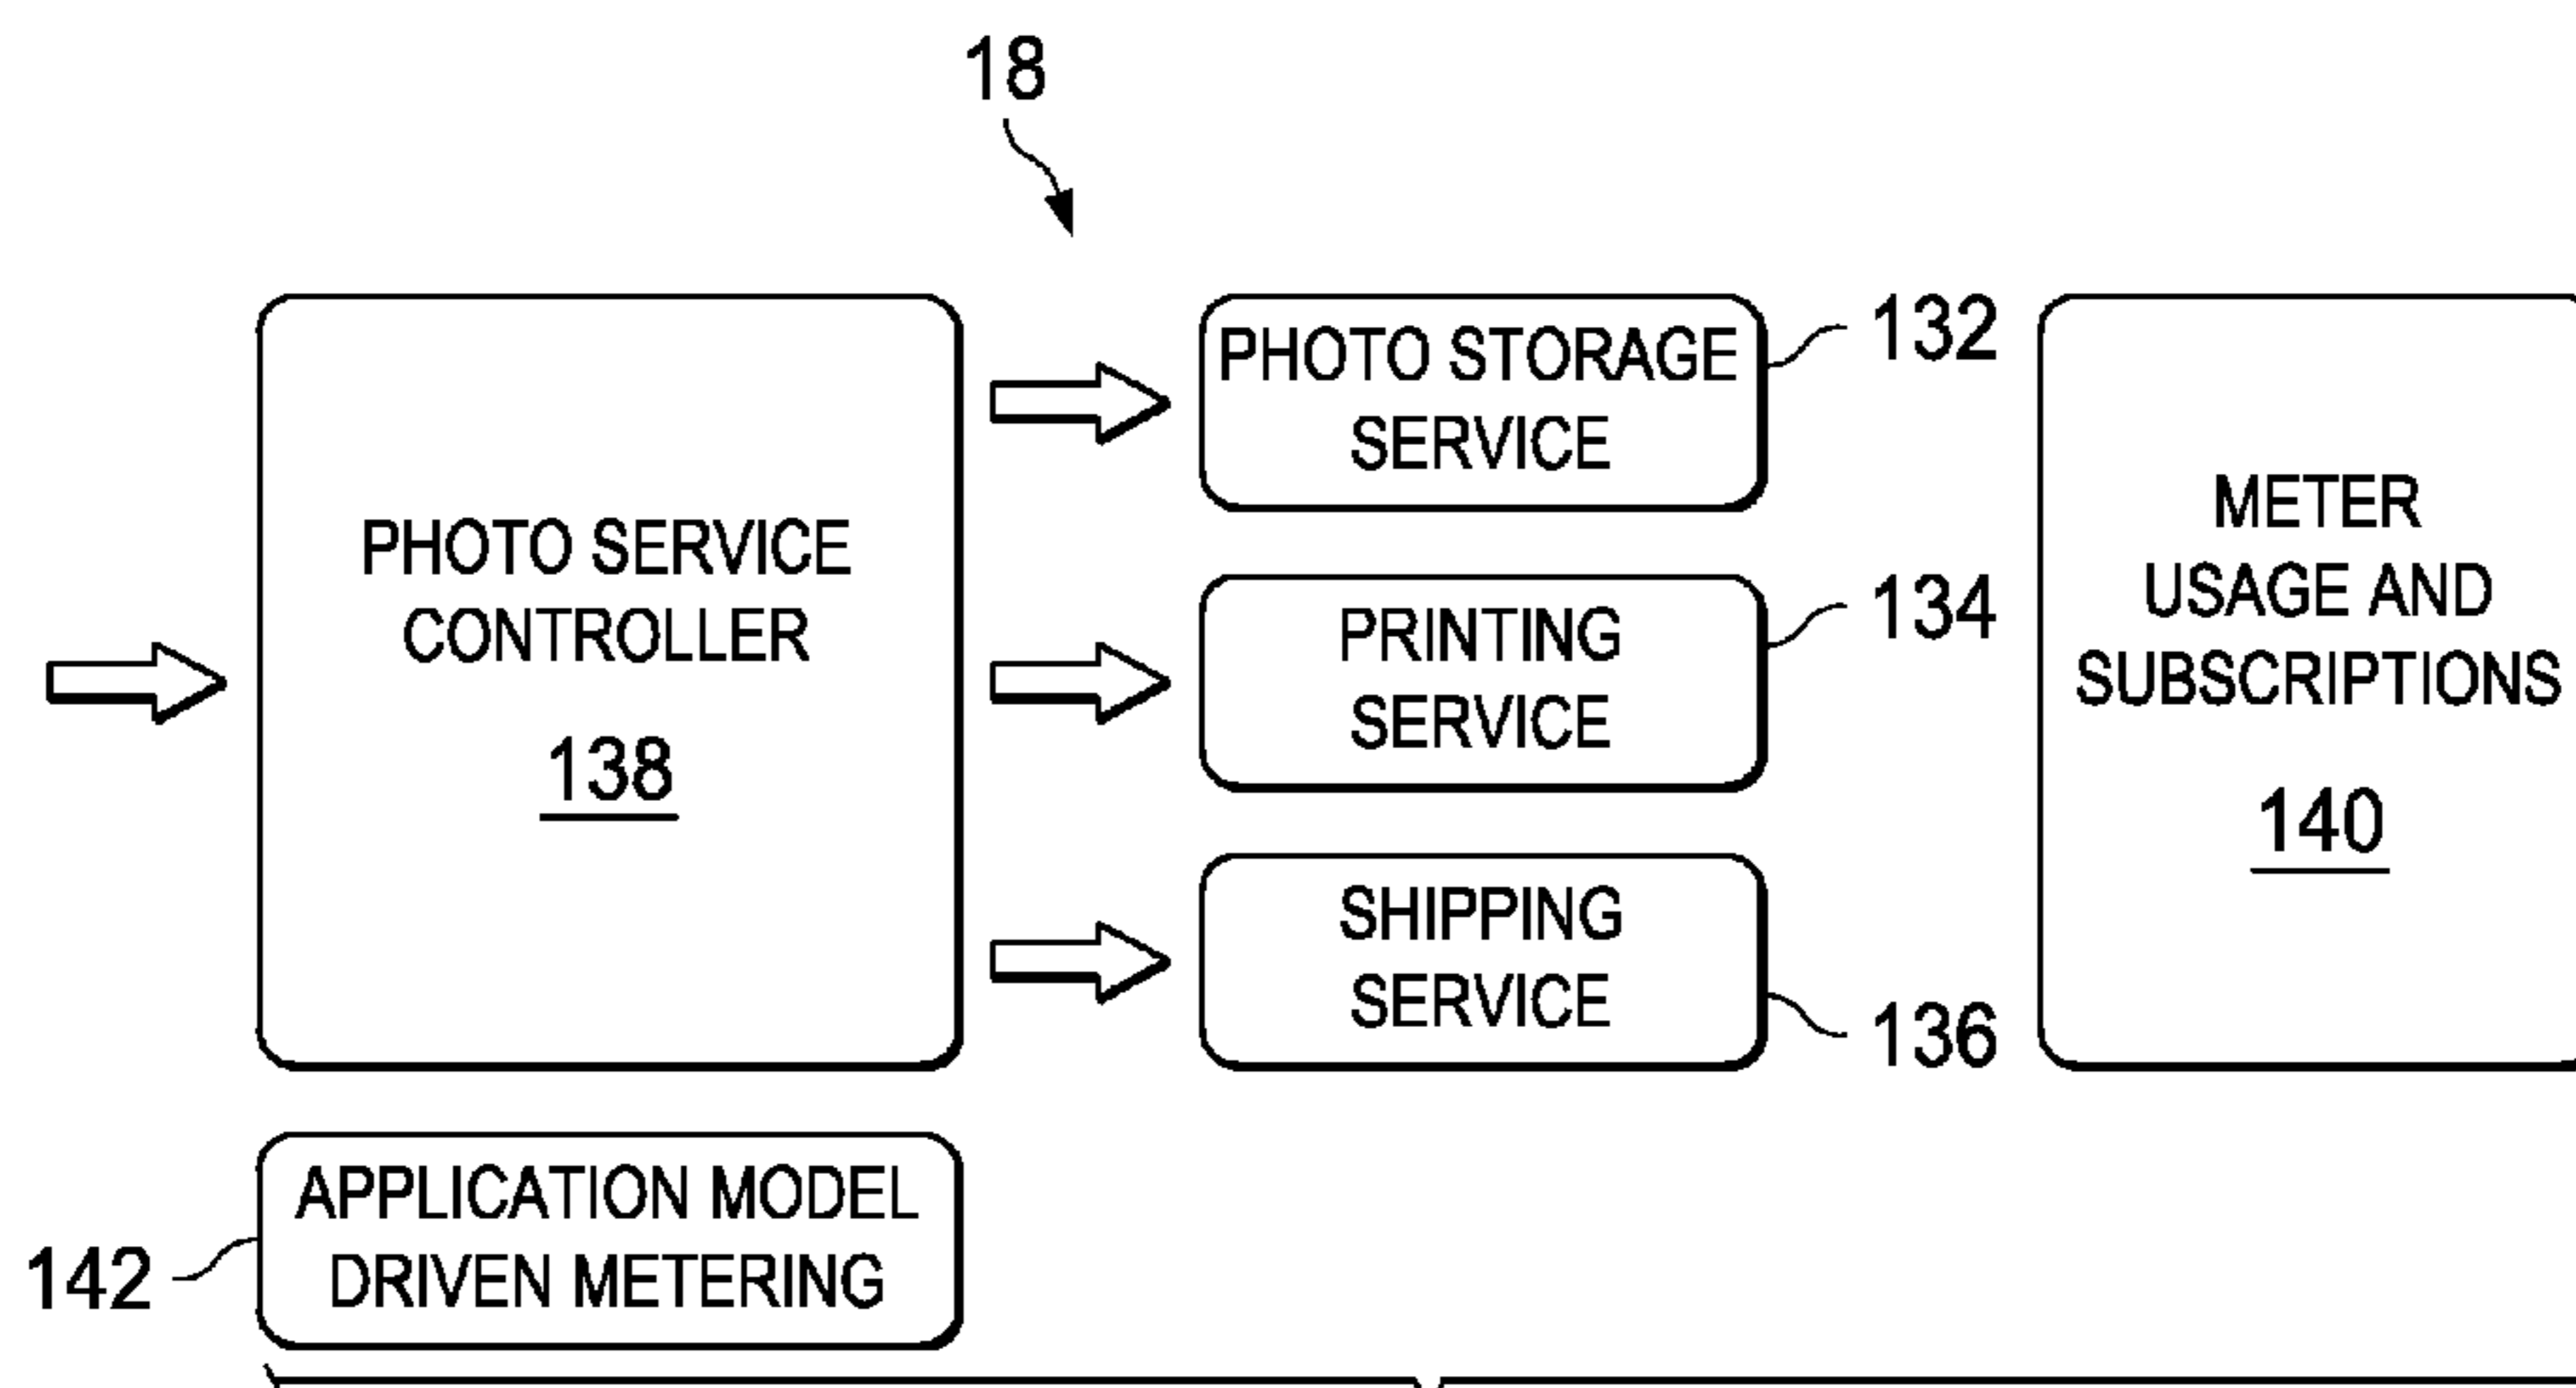 18
PHOTO SERVICE
CONTROLLER
138
PHOTO STORAGE
SERVICE
132
PRINTING
SERVICE
134
SHIPPING
SERVICE
136
METER
USAGE AND
SUBSCRIPTIONS
140
APPLICATION MODEL
DRIVEN METERING
142